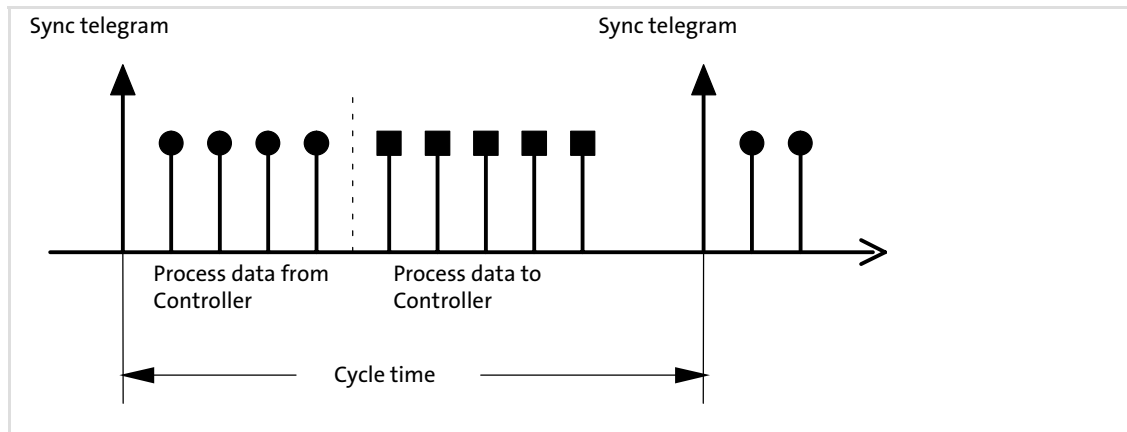 Sync telegram
Sync telegram
Process data from
Controller
Process data to
Controller
Cycle time